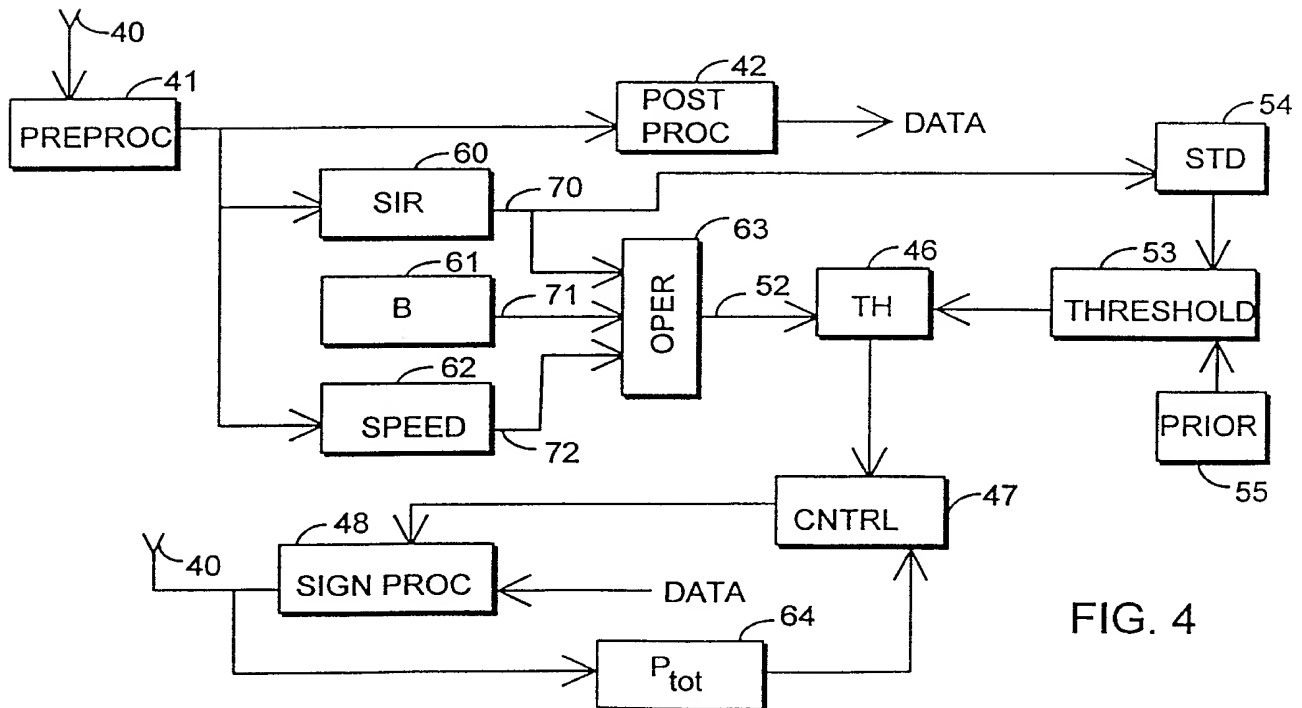 40
41
PREPROC
42
POST
PROC
DATA
54
STD
60
SIR
70
63
OPER
61
B
71
52
46
TH
53
THRESHOLD
62
SPEED
72
PRIOR
55
CNTRL
47
40
48
SIGN PROC
DATA
64
Ptot
FIG. 4